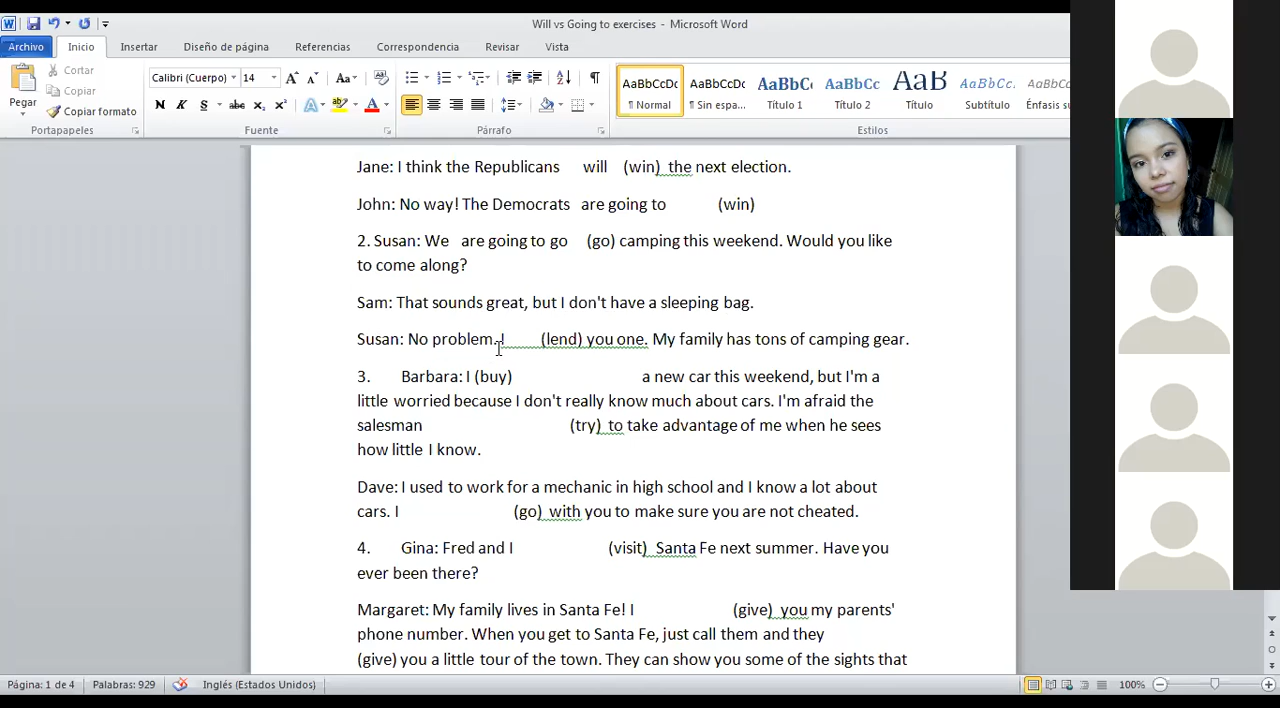 Will vs Going to exercises - Microsoft Word
Archivo Inicio Insertar Diseño de página Referencias Correspondencia Revisar Vista
Pegar
Cortar
Copiar
Copiar formato
Calibri (Cuerpo) 14
AaBbCcDc AaBbCcDc AaBbC AaBbCc AaB AaBbCc. AaBbC
¶ Normal ¶ Sin espa... Título 1 Título 2 Título Subtítulo Énfasis su
Portapapeles Fuente Párrafo Estilos
Jane: I think the Republicans will (win) the next election.
John: No way! The Democrats are going to (win)
2. Susan: We are going to go (go) camping this weekend. Would you like
to come along?
Sam: That sounds great, but I don't have a sleeping bag.
Susan: No problem. I (lend) you one. My family has tons of camping gear.
3. Barbara: I (buy) a new car this weekend, but I'm a
little worried because I don't really know much about cars. I'm afraid the
salesman (try) to take advantage of me when he sees
how little I know.
Dave: I used to work for a mechanic in high school and I know a lot about
cars. I (go) with you to make sure you are not cheated.
4. Gina: Fred and I (visit) Santa Fe next summer. Have you
ever been there?
Margaret: My family lives in Santa Fe! I (give) you my parents'
phone number. When you get to Santa Fe, just call them and they
(give) you a little tour of the town. They can show you some of the sights that
Página: 1 de 4 Palabras: 929 Inglés (Estados Unidos) 100%